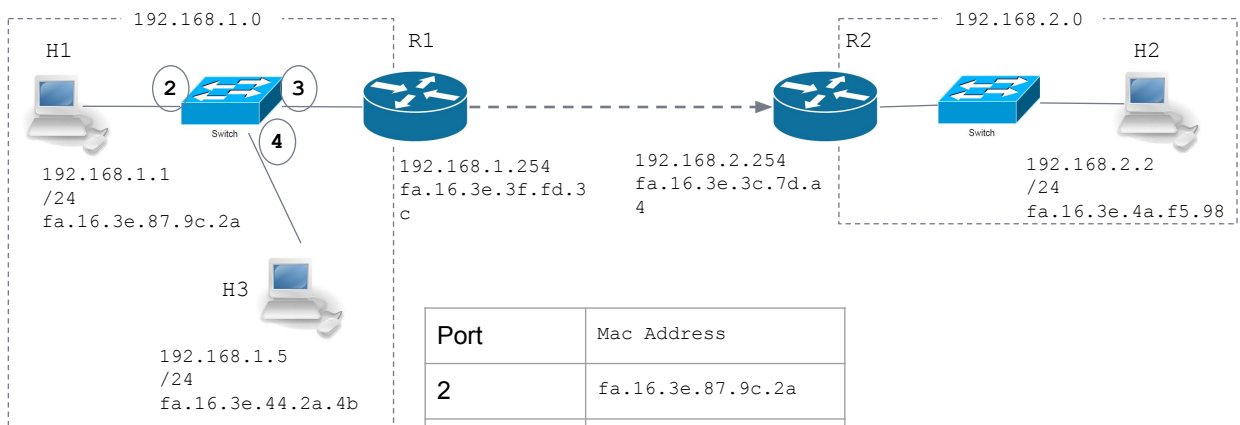 192.168.1.0
192.168.2.0
H1
R1
R2
H2
2
3
Switch
4
Switch
192.168.1.1
/24
fa.16.3e.87.9c.2a
192.168.1.254
fa.16.3e.3f.fd.3
c
192.168.2.254
fa.16.3e.3c.7d.a
4
192.168.2.2
/24
fa.16.3e.4a.f5.98
H3
192.168.1.5
/24
fa.16.3e.44.2a.4b
Port Mac Address
2 fa.16.3e.87.9c.2a